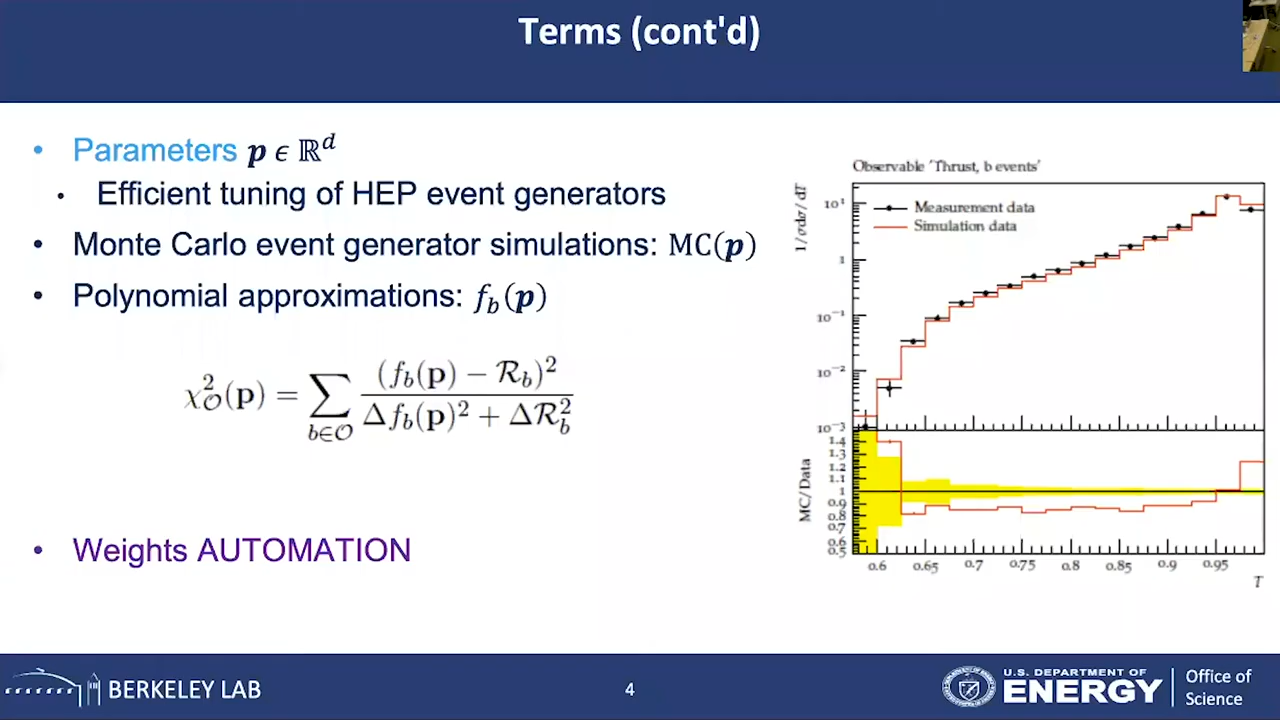 Terms (cont'd)
• Parameters 𝒑 ϵ ℝᵈ
• Efficient tuning of HEP event generators
• Monte Carlo event generator simulations: MC(𝒑)
• Polynomial approximations: f_b(𝒑)
χ²_𝒪(p) = ∑_{b∈𝒪} (f_b(p) − ℛ_b)² / (Δf_b(p)² + Δℛ_b²)
• Weights AUTOMATION
Observable 'Thrust, b events'
1/σ dσ/dT
Measurement data
Simulation data
10¹
1
10⁻¹
10⁻²
10⁻³
MC/Data
1.4
1.3
1.2
1.1
1
0.9
0.8
0.7
0.6
0.5
0.6 0.65 0.7 0.75 0.8 0.85 0.9 0.95
T
BERKELEY LAB
4
U.S. DEPARTMENT OF
ENERGY
Office of
Science